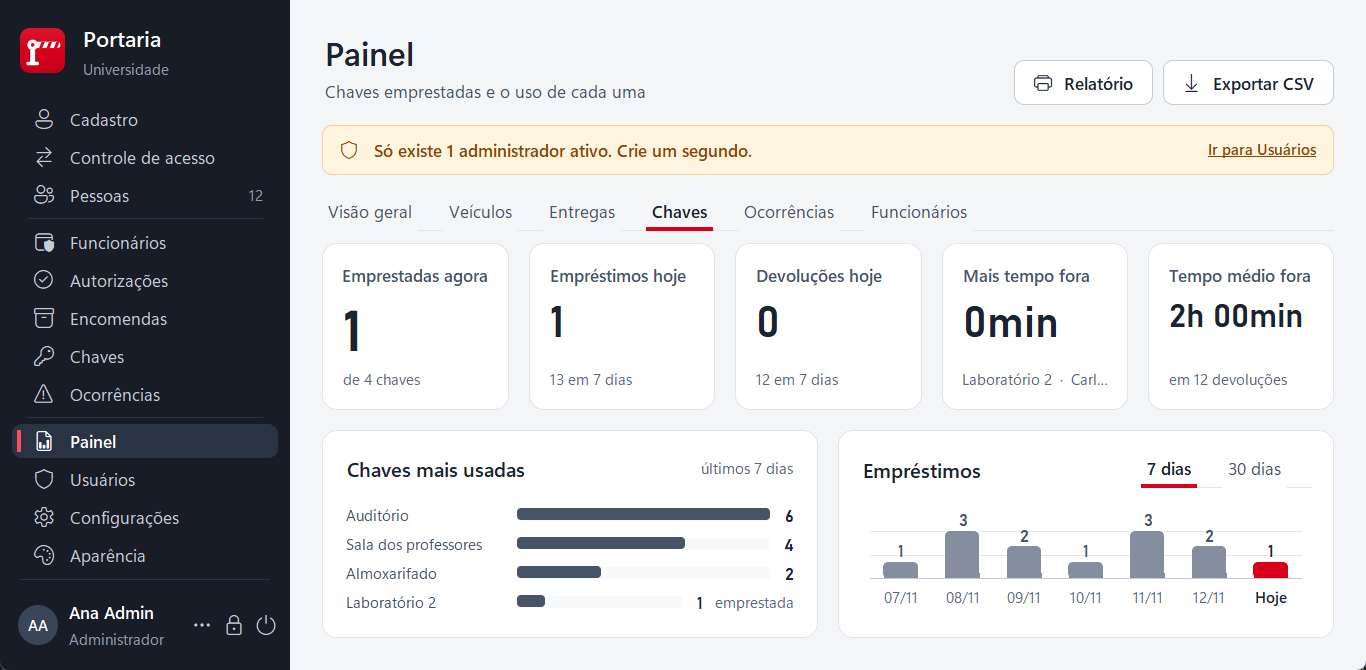 Portaria
Universidade
Cadastro
Controle de acesso
Pessoas 12
Funcionários
Autorizações
Encomendas
Chaves
Ocorrências
Painel
Usuários
Configurações
Aparência
AA
Ana Admin
Administrador
Painel
Chaves emprestadas e o uso de cada uma
Relatório
Exportar CSV
Só existe 1 administrador ativo. Crie um segundo.
Ir para Usuários
Visão geral Veículos Entregas Chaves Ocorrências Funcionários
Emprestadas agora
1
de 4 chaves
Empréstimos hoje
1
13 em 7 dias
Devoluções hoje
0
12 em 7 dias
Mais tempo fora
0min
Laboratório 2 · Carl...
Tempo médio fora
2h 00min
em 12 devoluções
Chaves mais usadas
últimos 7 dias
Auditório 6
Sala dos professores 4
Almoxarifado 2
Laboratório 2 1 emprestada
Empréstimos
7 dias 30 dias
1 3 2 1 3 2 1
07/11 08/11 09/11 10/11 11/11 12/11 Hoje